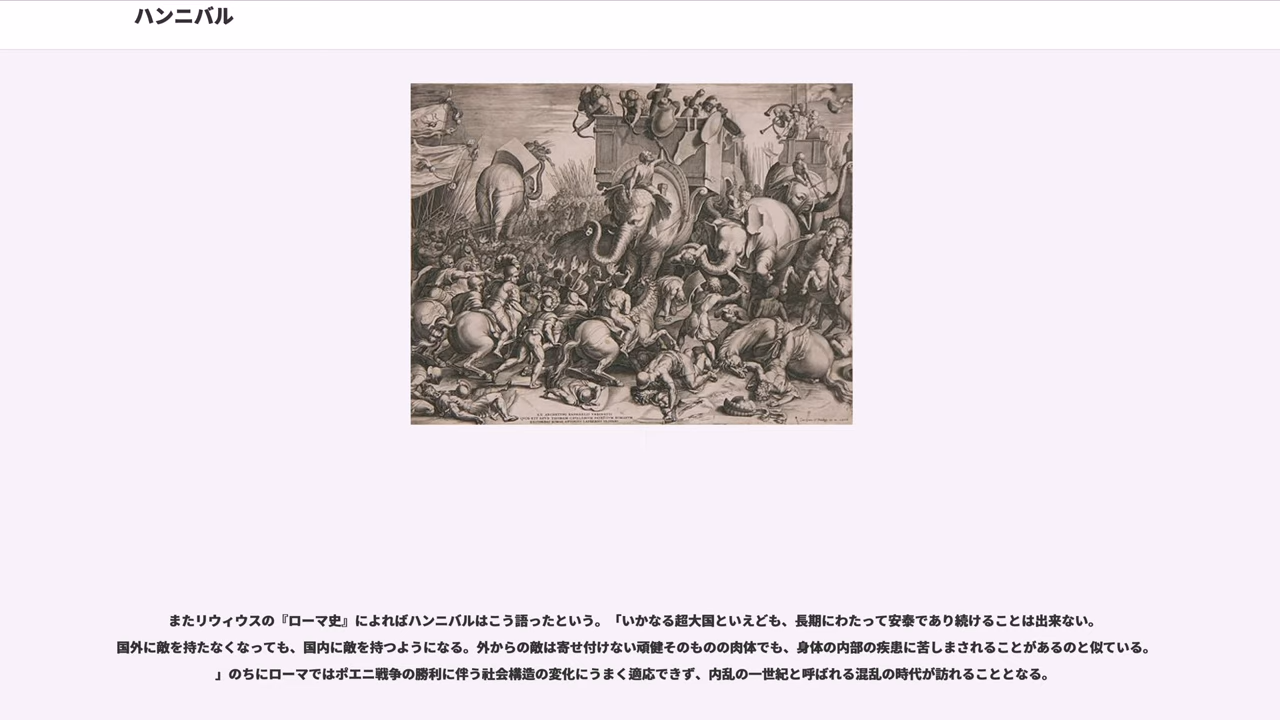 ハンニバル
またリウィウスの『ローマ史』によればハンニバルはこう語ったという。「いかなる超大国といえども、長期にわたって安泰であり続けることは出来ない。
国外に敵を持たなくなっても、国内に敵を持つようになる。外からの敵は寄せ付けない頑健そのものの肉体でも、身体の内部の疾患に苦しまされることがあるのと似ている。
」のちにローマではポエニ戦争の勝利に伴う社会構造の変化にうまく適応できず、内乱の一世紀と呼ばれる混乱の時代が訪れることとなる。